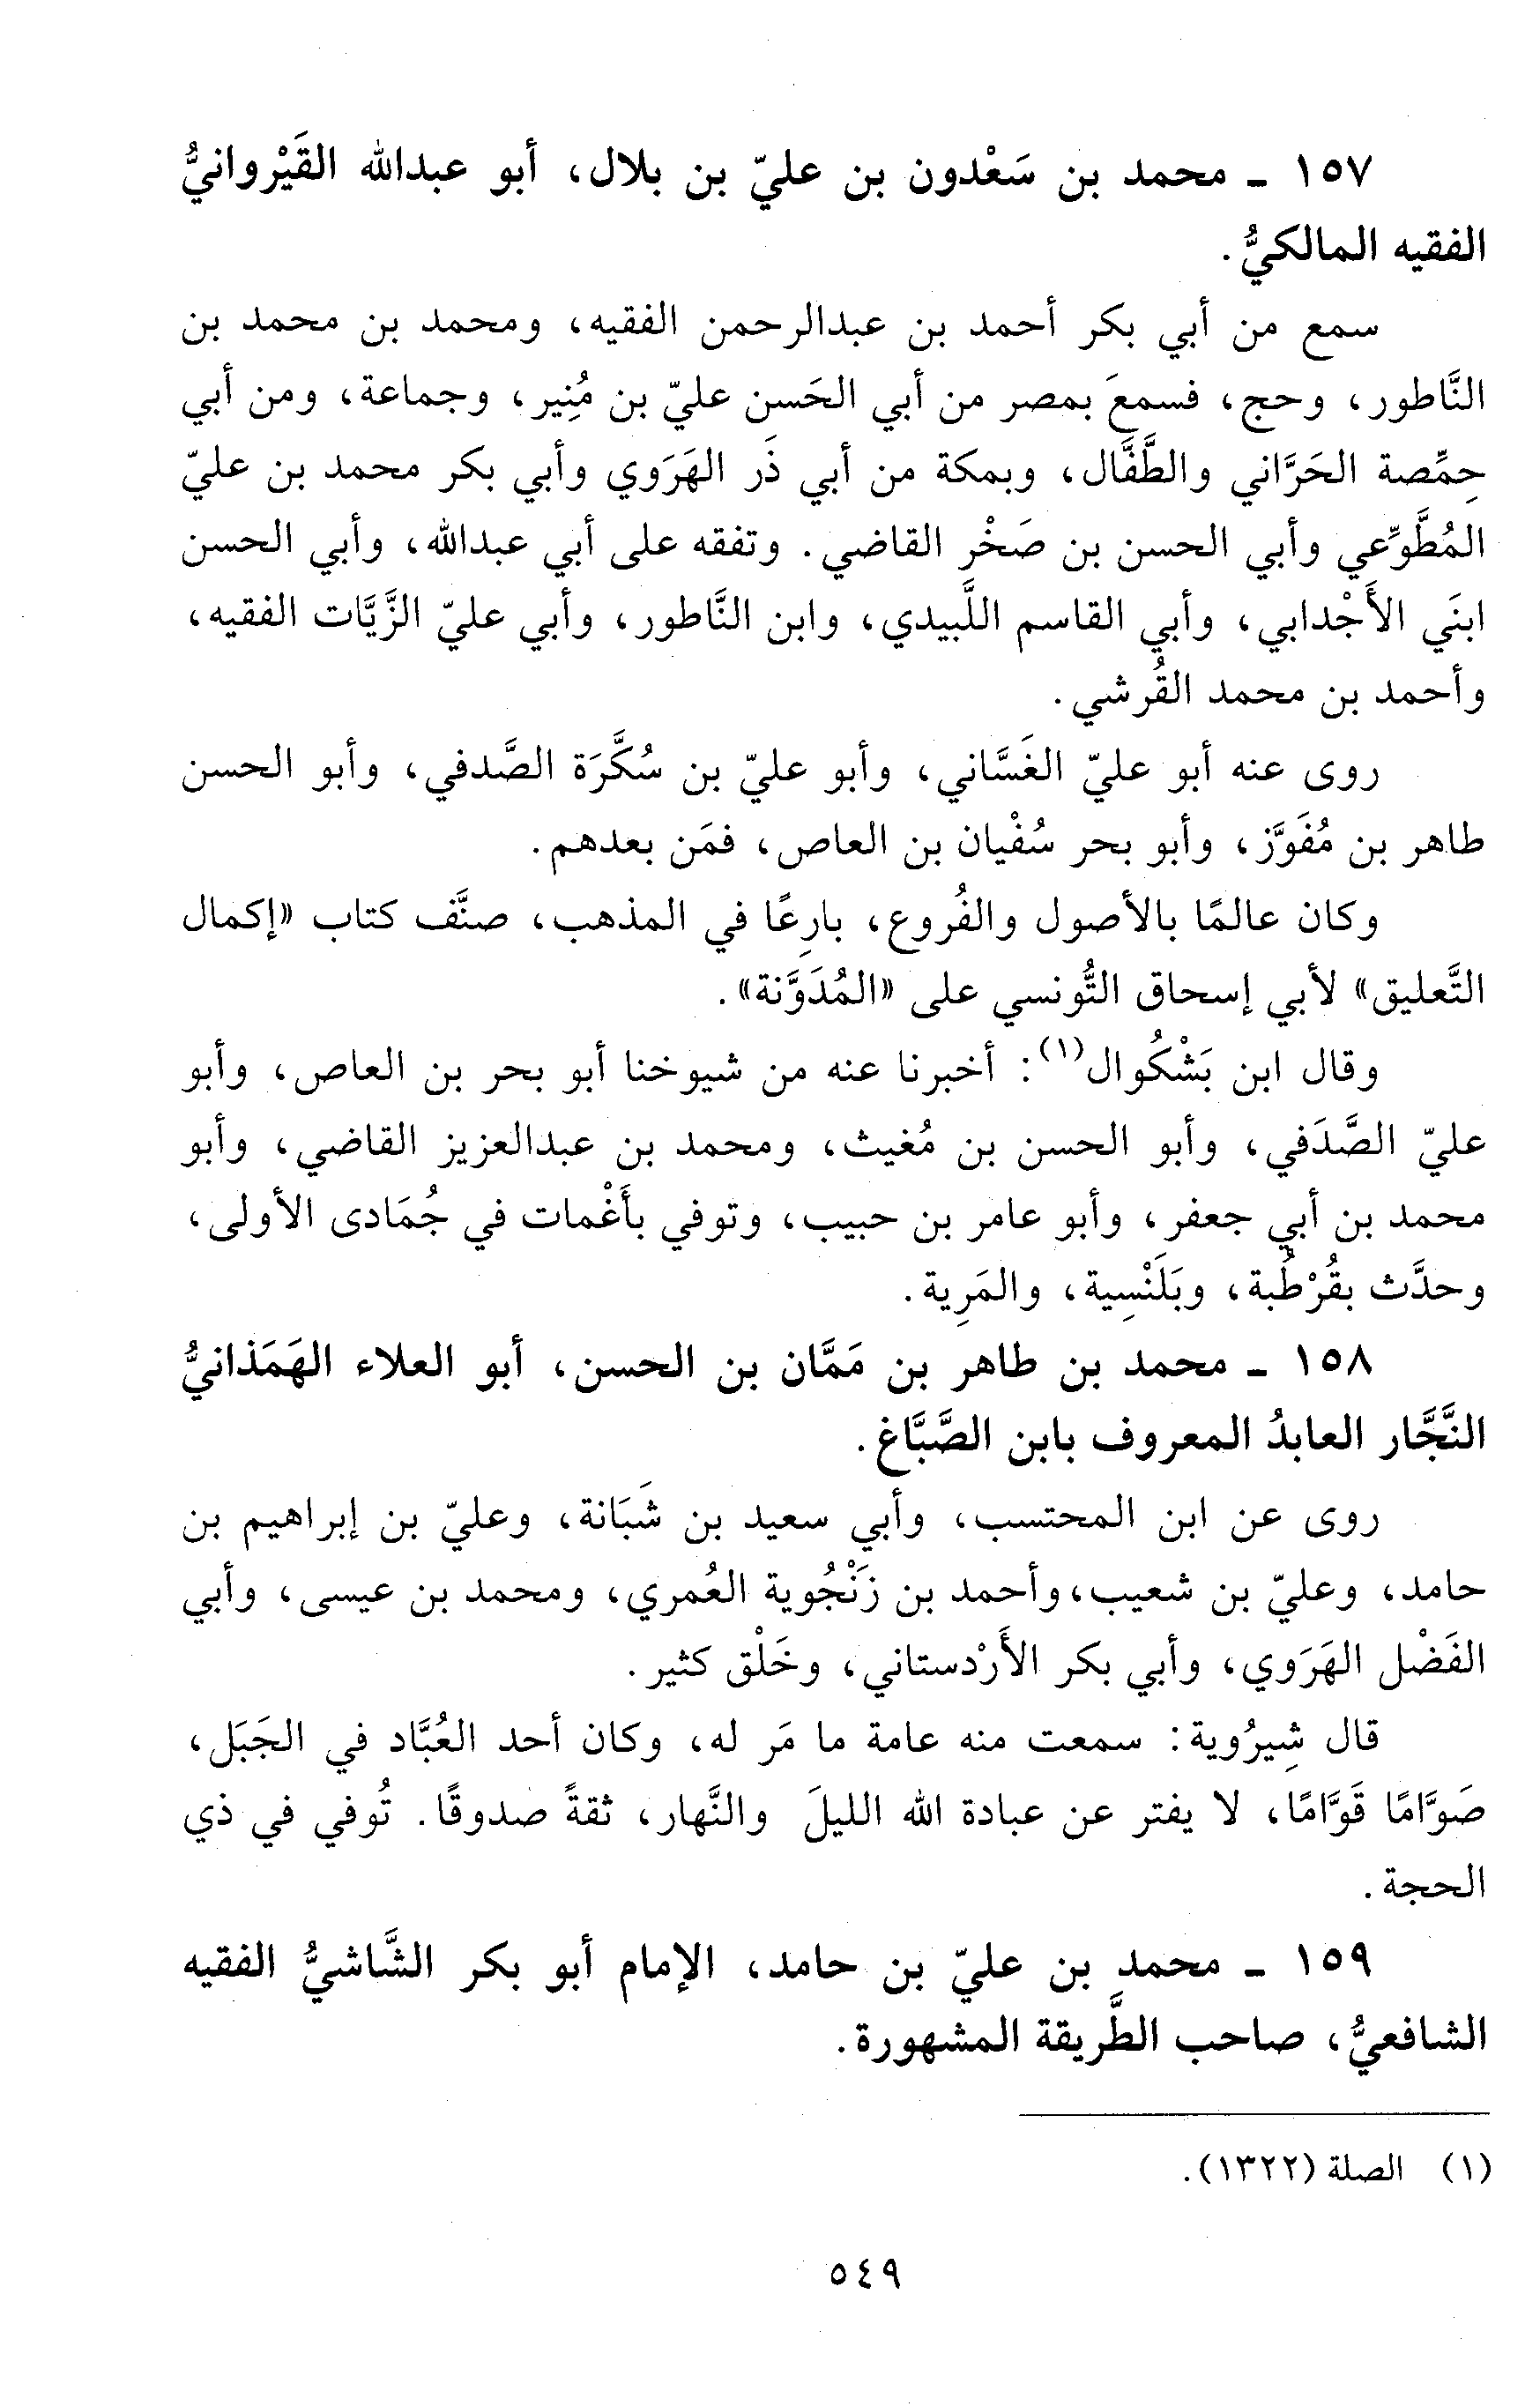 ١٥٧ ـ محمد بن سَعْدون بن عليّ بن بلال، أبو عبدالله القَيْروانيُّ
الفقيه المالكيُّ.
سمع من أبي بكر أحمد بن عبدالرحمن الفقيه، ومحمد بن محمد بن
النَّاطور، وحج، فسمعَ بمصر من أبي الحَسن عليّ بن مُنِير، وجماعة، ومن أبي
حِمِّصة الحَرَّاني والطَّفَّال، وبمكة من أبي ذَر الهَرَوي وأبي بكر محمد بن عليّ
المُطَّوِّعي وأبي الحسن بن صَخْر القاضي. وتفقه على أبي عبدالله، وأبي الحسن
ابنَي الأَجْدابي، وأبي القاسم اللَّبيدي، وابن النَّاطور، وأبي عليّ الزَّيَّات الفقيه،
وأحمد بن محمد القُرشي.
روى عنه أبو عليّ الغَسَّاني، وأبو عليّ بن سُكَّرَة الصَّدفي، وأبو الحسن
طاهر بن مُفَوَّز، وأبو بحر سُفْيان بن العاص، فمَن بعدهم.
وكان عالمًا بالأصول والفُروع، بارِعًا في المذهب، صنَّف كتاب «إكمال
التَّعليق» لأبي إسحاق التُّونسي على «المُدَوَّنة».
وقال ابن بَشْكُوال(١): أخبرنا عنه من شيوخنا أبو بحر بن العاص، وأبو
عليّ الصَّدَفي، وأبو الحسن بن مُغيث، ومحمد بن عبدالعزيز القاضي، وأبو
محمد بن أبي جعفر، وأبو عامر بن حبيب، وتوفي بأَغْمات في جُمَادى الأولى،
وحدَّث بقُرْطُبة، وبَلَنْسِية، والمَرِية.
١٥٨ ـ محمد بن طاهر بن مَمَّان بن الحسن، أبو العلاء الهَمَذانيُّ
النَّجَّار العابدُ المعروف بابن الصَّبَّاغ.
روى عن ابن المحتسب، وأبي سعيد بن شَبَانة، وعليّ بن إبراهيم بن
حامد، وعليّ بن شعيب، وأحمد بن زَنْجُوية العُمري، ومحمد بن عيسى، وأبي
الفَضْل الهَرَوي، وأبي بكر الأَرْدستاني، وخَلْق كثير.
قال شِيرُوية: سمعت منه عامة ما مَر له، وكان أحد العُبَّاد في الجَبَل،
صَوَّامًا قَوَّامًا، لا يفتر عن عبادة الله الليلَ والنَّهار، ثقةً صدوقًا. تُوفي في ذي
الحجة.
١٥٩ ـ محمد بن عليّ بن حامد، الإمام أبو بكر الشَّاشيُّ الفقيه
الشافعيُّ، صاحب الطَّريقة المشهورة.
(١) الصلة (١٣٢٢).
٥٤٩